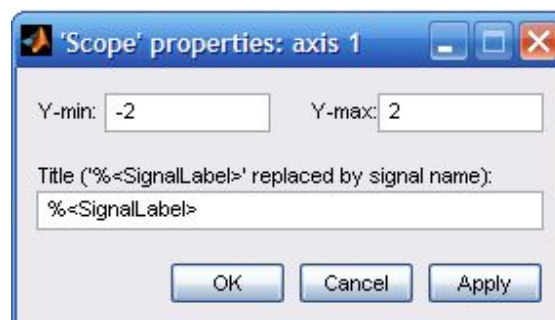 'Scope' properties: axis 1
Y-min: -2 Y-max: 2
Title ('%<SignalLabel>' replaced by signal name):
%<SignalLabel>
OK Cancel Apply